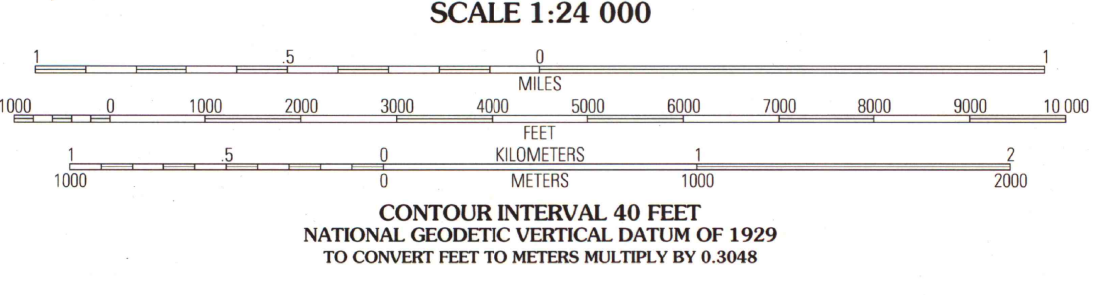 SCALE 1:24 000
1 .5 0 1
MILES
1000 0 1000 2000 3000 4000 5000 6000 7000 8000 9000 10 000
FEET
1 .5 0 KILOMETERS 1 2
1000 0 METERS 1000 2000
CONTOUR INTERVAL 40 FEET
NATIONAL GEODETIC VERTICAL DATUM OF 1929
TO CONVERT FEET TO METERS MULTIPLY BY 0.3048